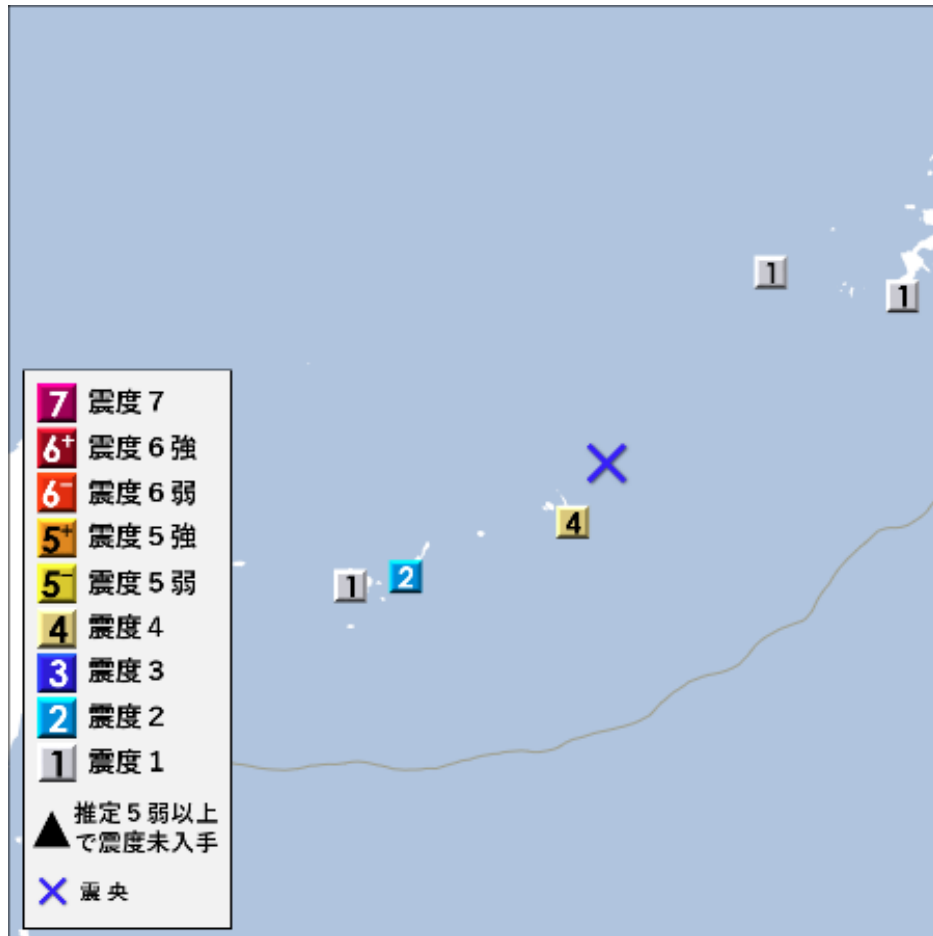 1
1
4
2
1
7 震度7
6+ 震度6強
6- 震度6弱
5+ 震度5強
5- 震度5弱
4 震度4
3 震度3
2 震度2
1 震度1
推定5弱以上
で震度未入手
震央